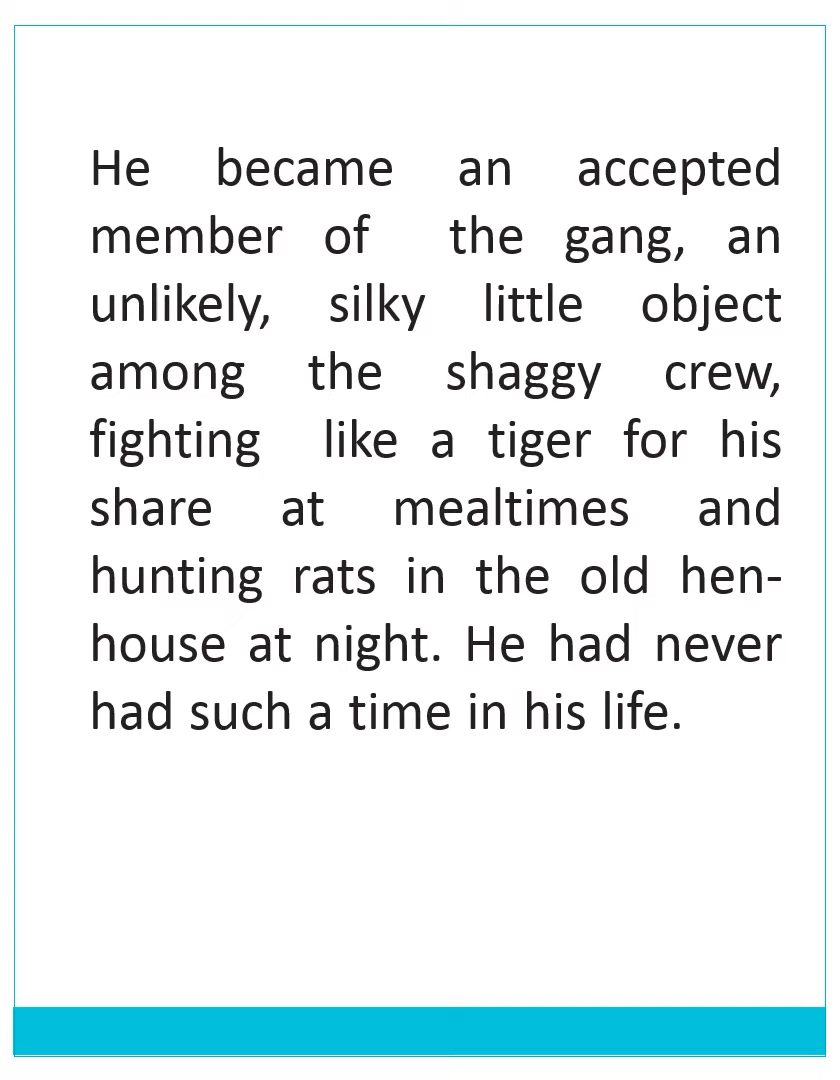 He became an accepted
member of the gang, an
unlikely, silky little object
among the shaggy crew,
fighting like a tiger for his
share at mealtimes and
hunting rats in the old hen-
house at night. He had never
had such a time in his life.